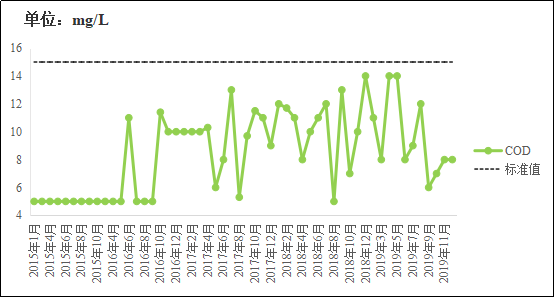 单位：mg/L
16
14
12
10
8
6
4
2015年1月
2015年4月
2015年6月
2015年8月
2015年10月
2016年4月
2016年6月
2016年8月
2016年10月
2016年12月
2017年2月
2017年4月
2017年6月
2017年8月
2017年10月
2017年12月
2018年2月
2018年4月
2018年6月
2018年8月
2018年10月
2018年12月
2019年3月
2019年5月
2019年7月
2019年9月
2019年11月
COD
标准值